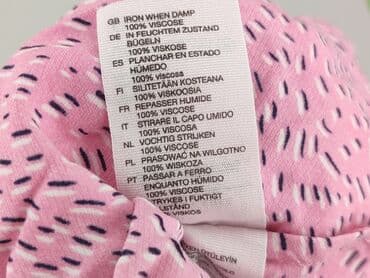 GB IRON WHEN DAMP
100% VISCOSE
DE IN FEUCHTEM ZUSTAND
BÜGELN
100% VISKOSE
ES PLANCHAR EN ESTADO
HÚMEDO
100% viscosa
FI SILITETÄÄN KOSTEANA
100% VISKOOSIA
FR REPASSER HUMIDE
100% VISCOSE
IT STIRARE IL CAPO UMIDO
100% VISCOSA
NL VOCHTIG STRIJKEN
100% VISCOSE
PL PRASOWAĆ NA WILGOTNO
100% WISKOZA
PT PASSAR A FERRO
ENQUANTO HÚMIDO
100% VISCOSE
STRYKES I FUKTIGT